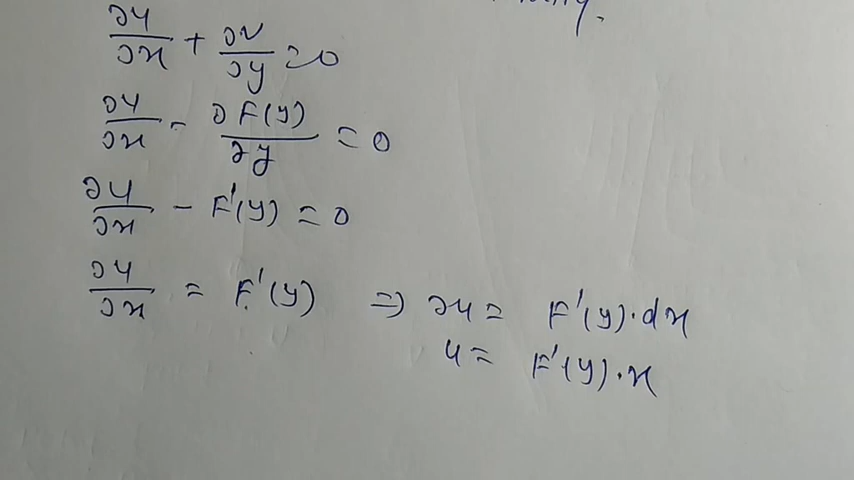 ∂u/∂x + ∂v/∂y = 0
∂u/∂x - ∂F(y)/∂y = 0
∂u/∂x - F'(y) = 0
∂u/∂x = F'(y) ⇒ ∂u = F'(y)·dx
u = F'(y)·x